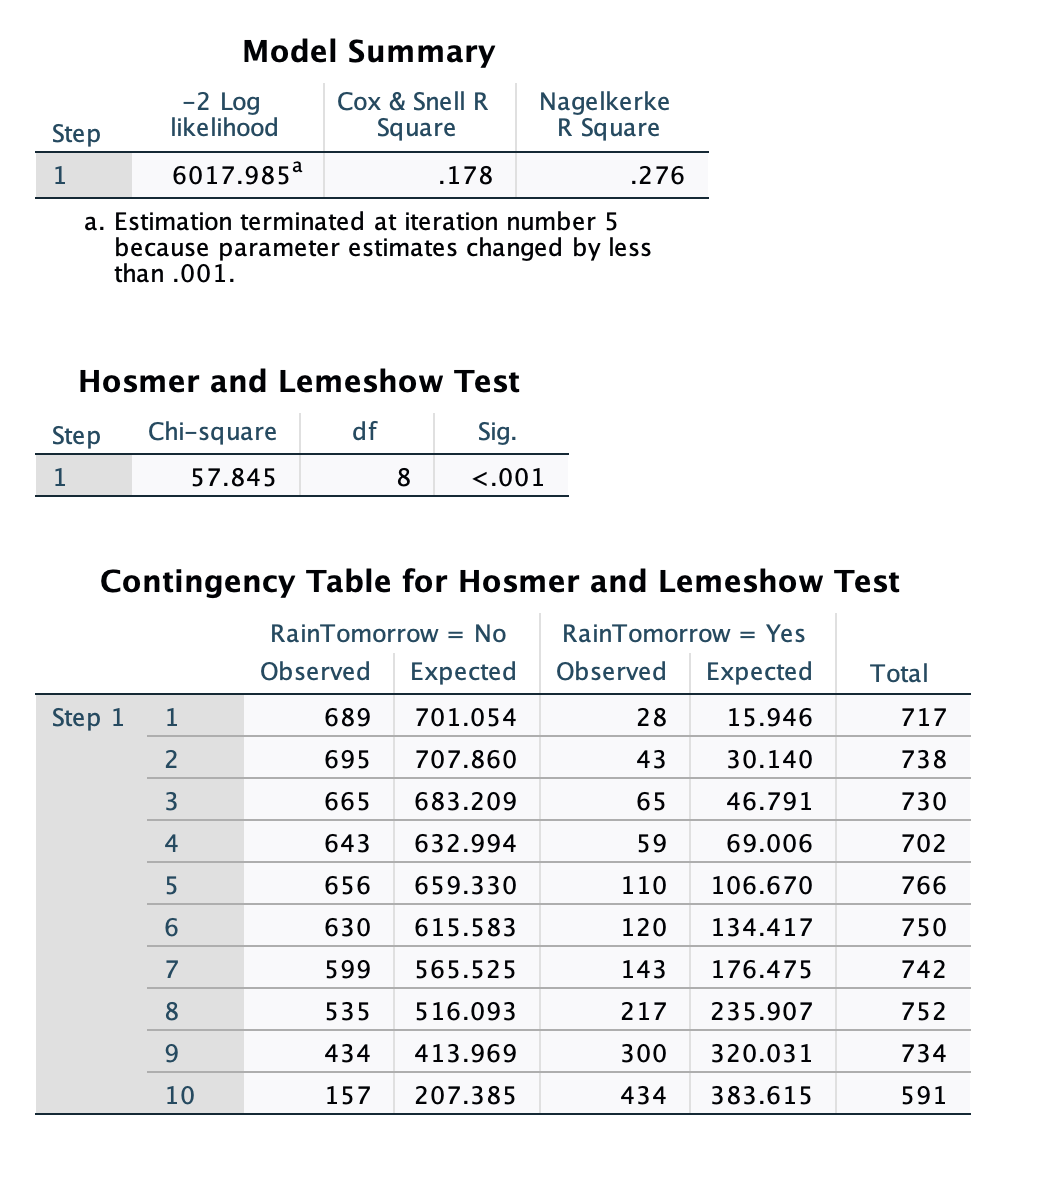 Model Summary
Step -2 Log likelihood Cox & Snell R Square Nagelkerke R Square
1 6017.985a .178 .276
a. Estimation terminated at iteration number 5
because parameter estimates changed by less
than .001.
Hosmer and Lemeshow Test
Step Chi-square df Sig.
1 57.845 8 <.001
Contingency Table for Hosmer and Lemeshow Test
RainTomorrow = No RainTomorrow = Yes
Observed Expected Observed Expected Total
Step 1 1 689 701.054 28 15.946 717
2 695 707.860 43 30.140 738
3 665 683.209 65 46.791 730
4 643 632.994 59 69.006 702
5 656 659.330 110 106.670 766
6 630 615.583 120 134.417 750
7 599 565.525 143 176.475 742
8 535 516.093 217 235.907 752
9 434 413.969 300 320.031 734
10 157 207.385 434 383.615 591